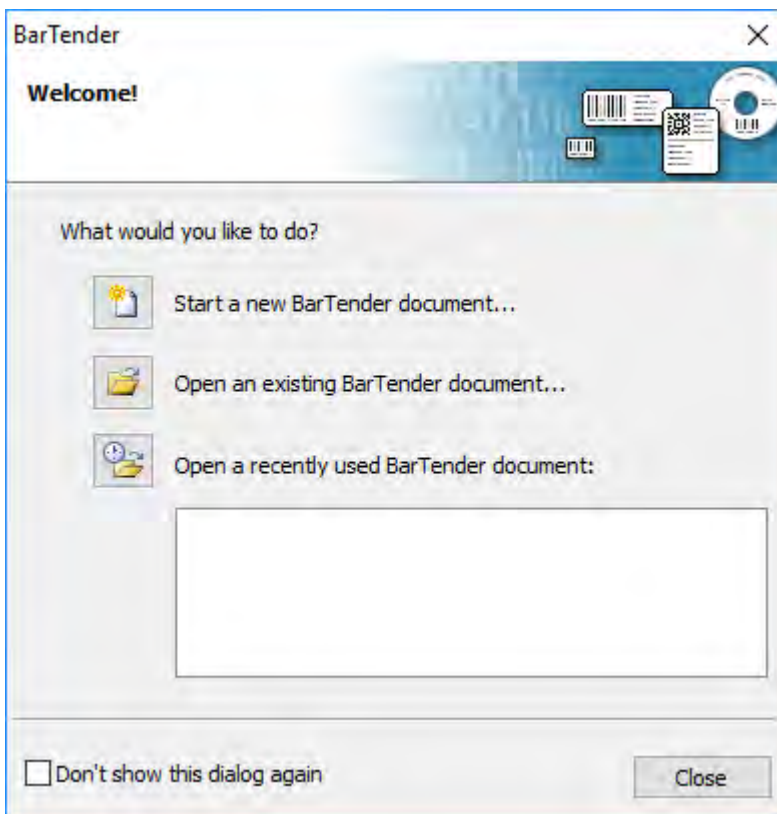 BarTender
Welcome!
What would you like to do?
Start a new BarTender document...
Open an existing BarTender document...
Open a recently used BarTender document:
Don't show this dialog again
Close